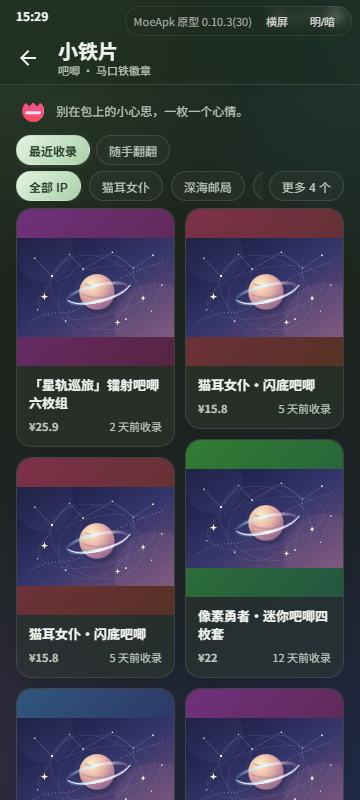 15:29
MoeApk 原型 0.10.3(30) 横屏 明/暗
小铁片
吧唧 · 马口铁徽章
别在包上的小心思，一枚一个心情。
最近收录 随手翻翻
全部 IP 猫耳女仆 深海邮局 更多 4 个
「星轨巡旅」镭射吧唧六枚组
¥25.9 2 天前收录
猫耳女仆 · 闪底吧唧
¥15.8 5 天前收录
猫耳女仆 · 闪底吧唧
¥15.8 5 天前收录
像素勇者 · 迷你吧唧四枚套
¥22 12 天前收录